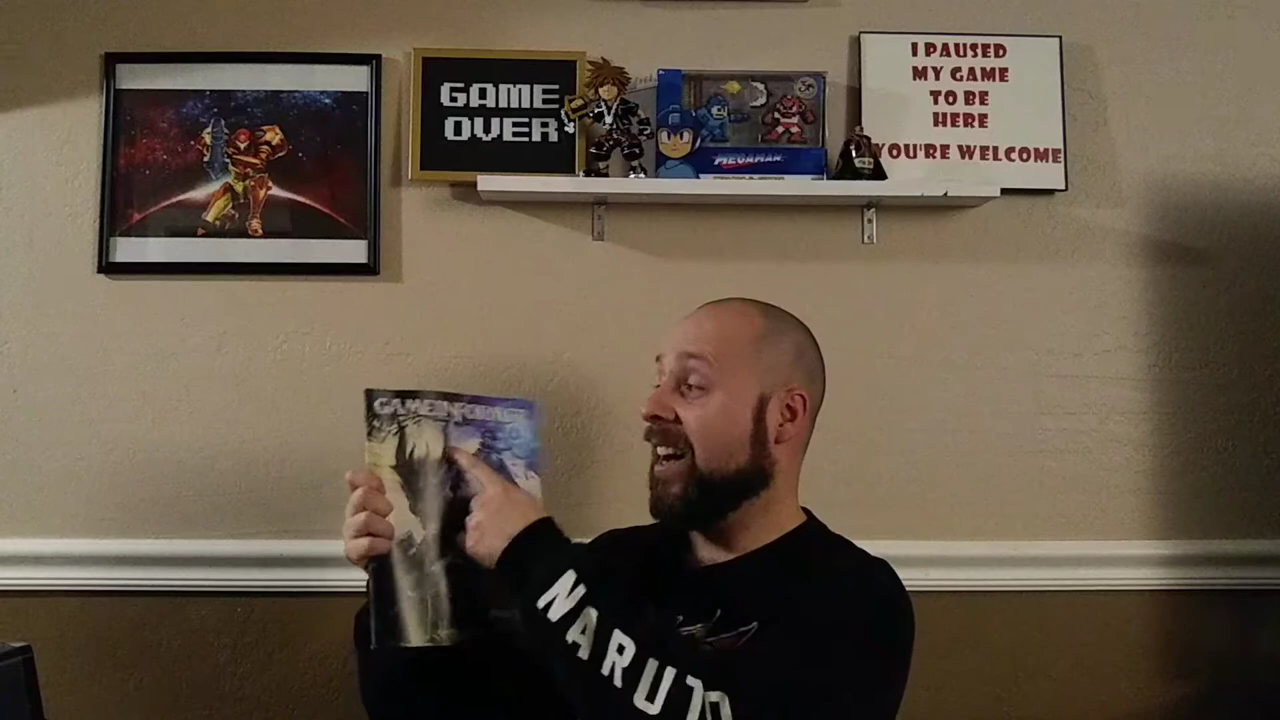 GAME
OVER
MEGAMAN
I PAUSED
MY GAME
TO BE
HERE
YOU'RE WELCOME
GAMEINFORMER
NARUTO